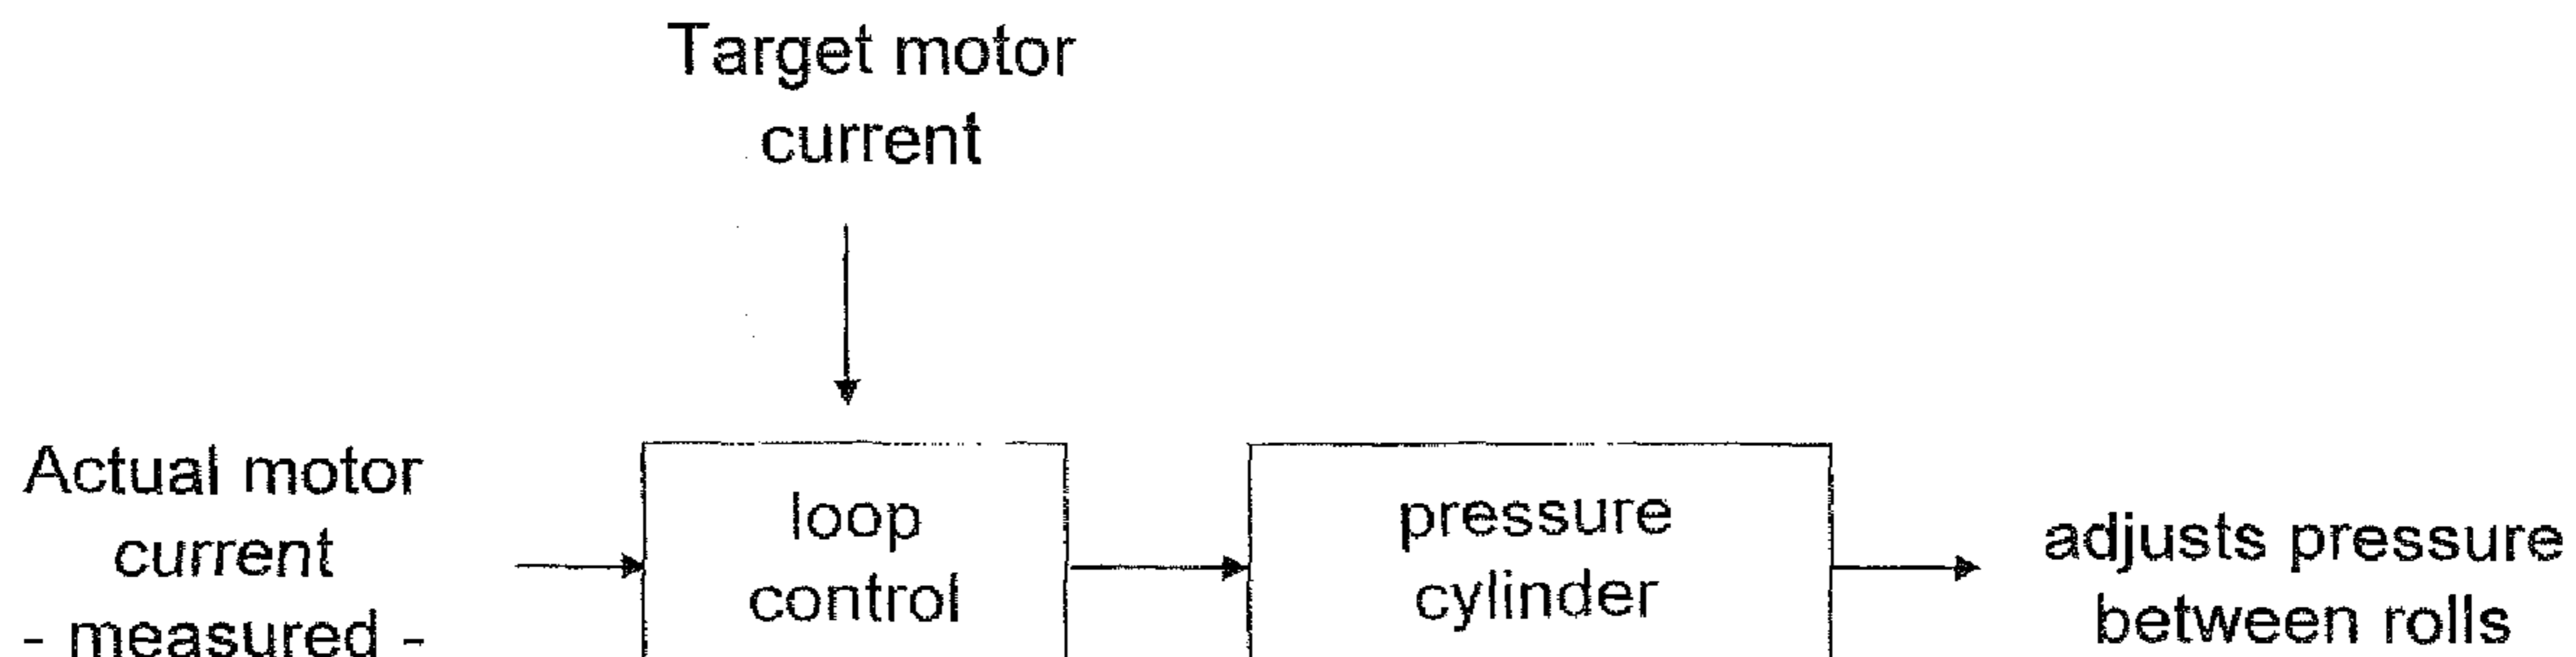 Target motor
current
Actual motor
current
- measured -
loop
control
pressure
cylinder
adjusts pressure
between rolls